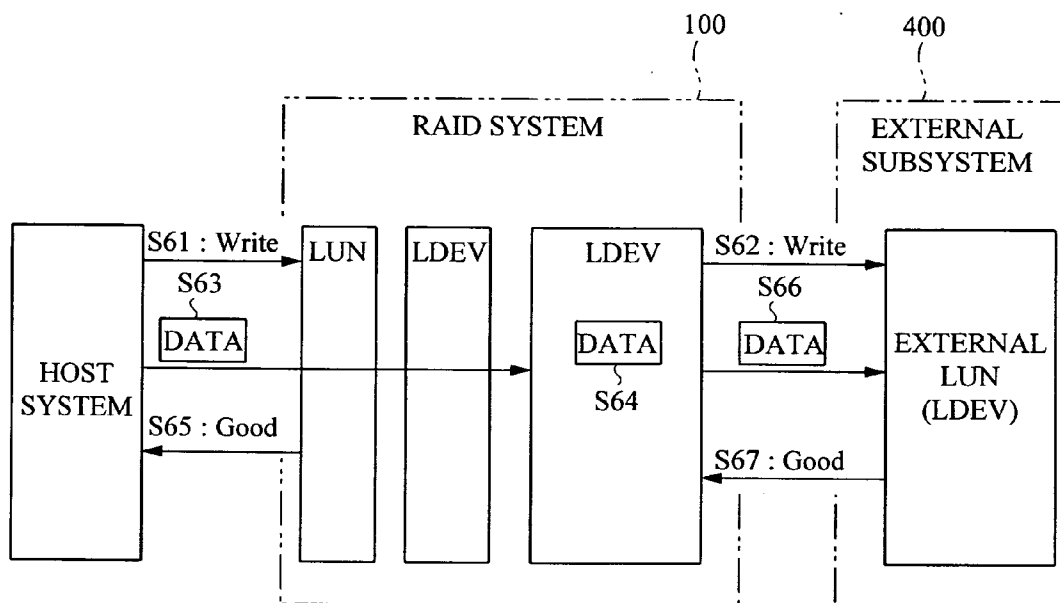 100
400
RAID SYSTEM
EXTERNAL
SUBSYSTEM
S61 : Write
LUN
LDEV
LDEV
S62 : Write
S63
DATA
DATA
S64
S66
DATA
HOST
SYSTEM
EXTERNAL
LUN
(LDEV)
S65 : Good
S67 : Good